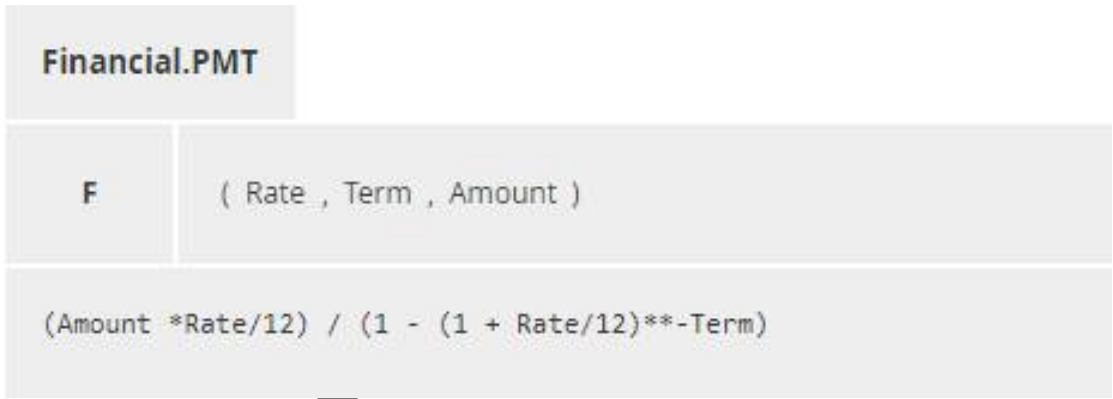 Financial.PMT
F ( Rate , Term , Amount )
(Amount *Rate/12) / (1 - (1 + Rate/12)**-Term)